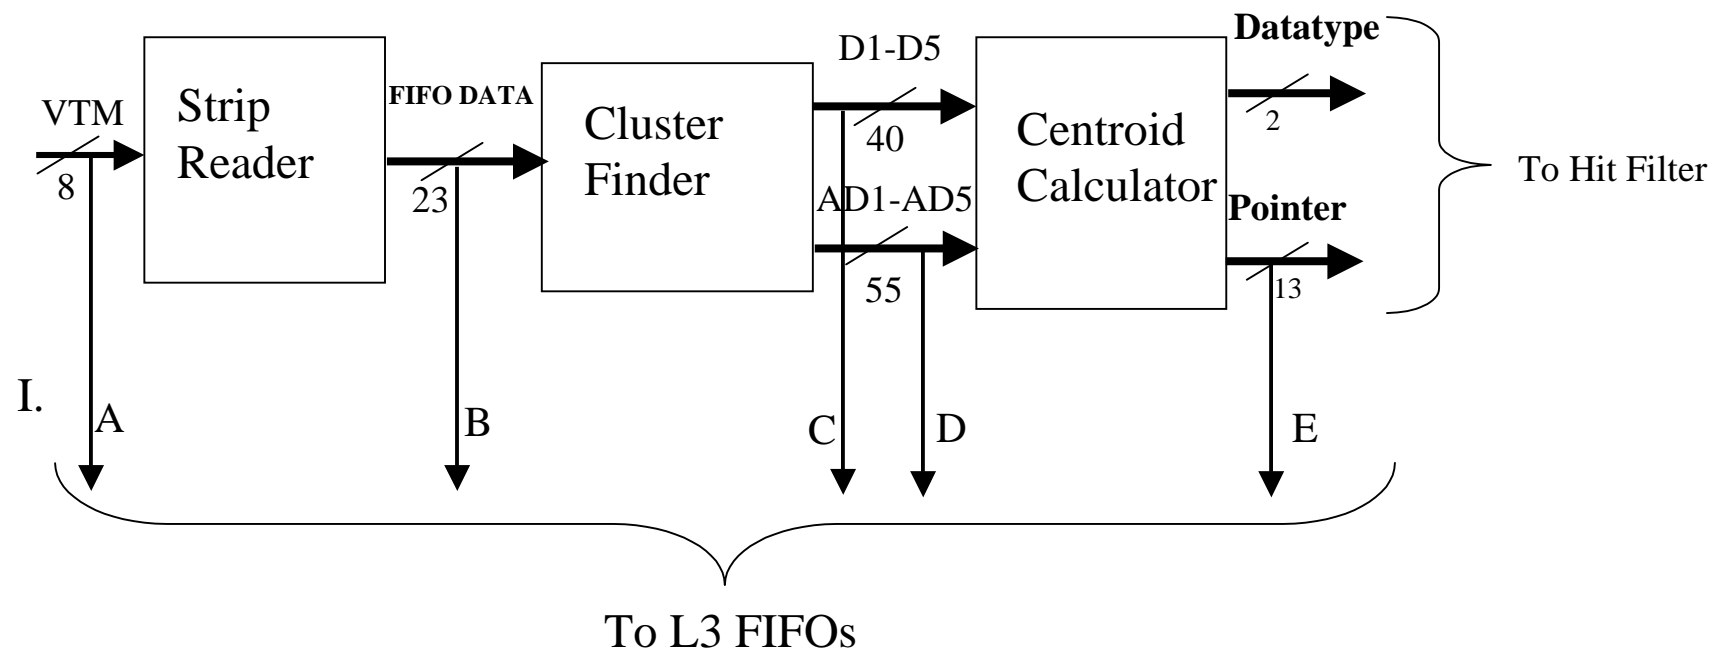 VTM
8
Strip
Reader
FIFO DATA
23
Cluster
Finder
D1-D5
40
AD1-AD5
55
Centroid
Calculator
Datatype
2
Pointer
13
To Hit Filter
I.
A
B
C
D
E
To L3 FIFOs